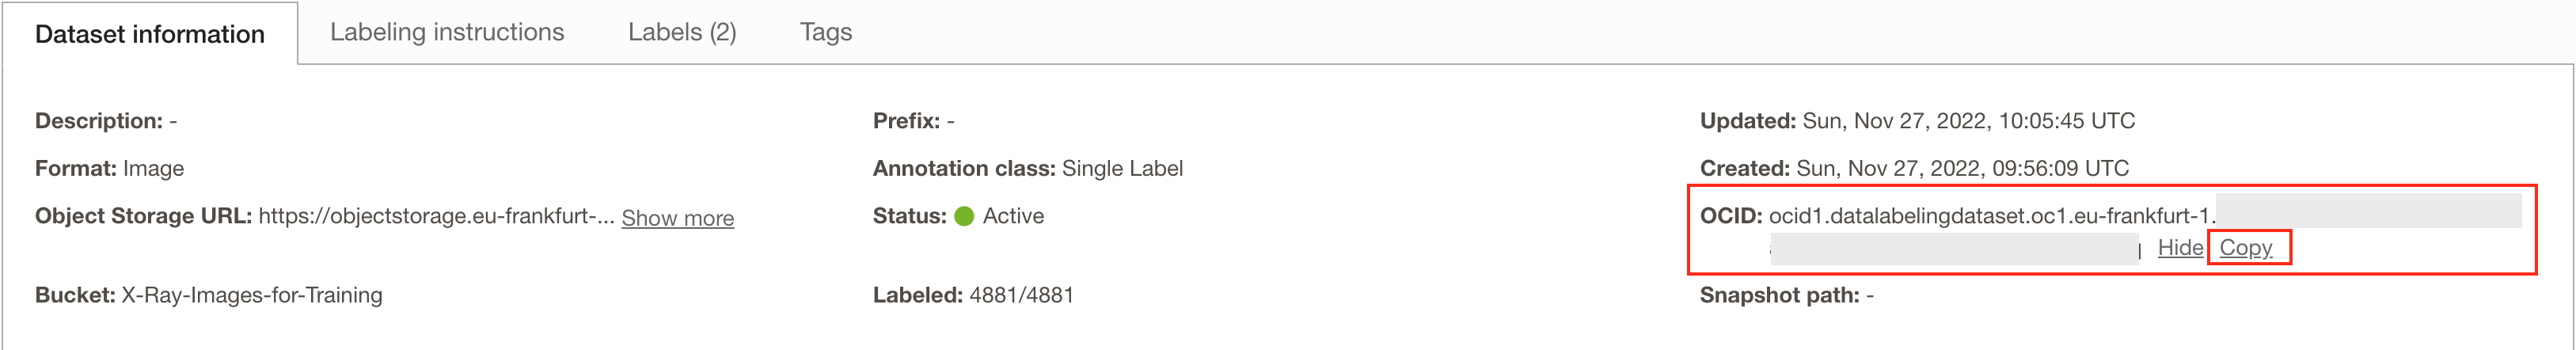 Dataset information Labeling instructions Labels (2) Tags
Description: - Prefix: - Updated: Sun, Nov 27, 2022, 10:05:45 UTC
Format: Image Annotation class: Single Label Created: Sun, Nov 27, 2022, 09:56:09 UTC
Object Storage URL: https://objectstorage.eu-frankfurt-... Show more Status: Active OCID: ocid1.datalabelingdataset.oc1.eu-frankfurt-1.
Hide Copy
Bucket: X-Ray-Images-for-Training Labeled: 4881/4881 Snapshot path: -